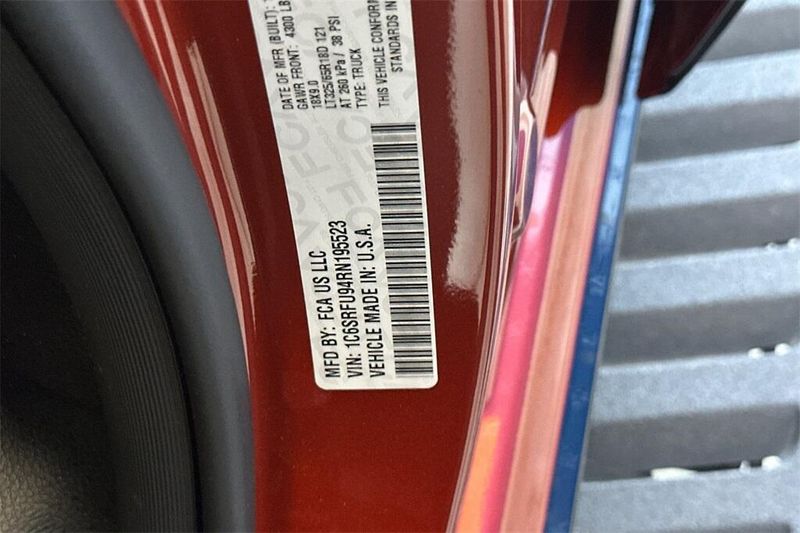 MFD BY: FCA US LLC
DATE OF MFR (BUILT):
VIN: 1C6SRFU94RN195523
GAWR FRONT: 4300 LB
18X9.0
VEHICLE MADE IN: U.S.A.
LT325/65R18D 121
AT 260 kPa / 38 PSI
TYPE: TRUCK
THIS VEHICLE CONFORM
STANDARDS IN